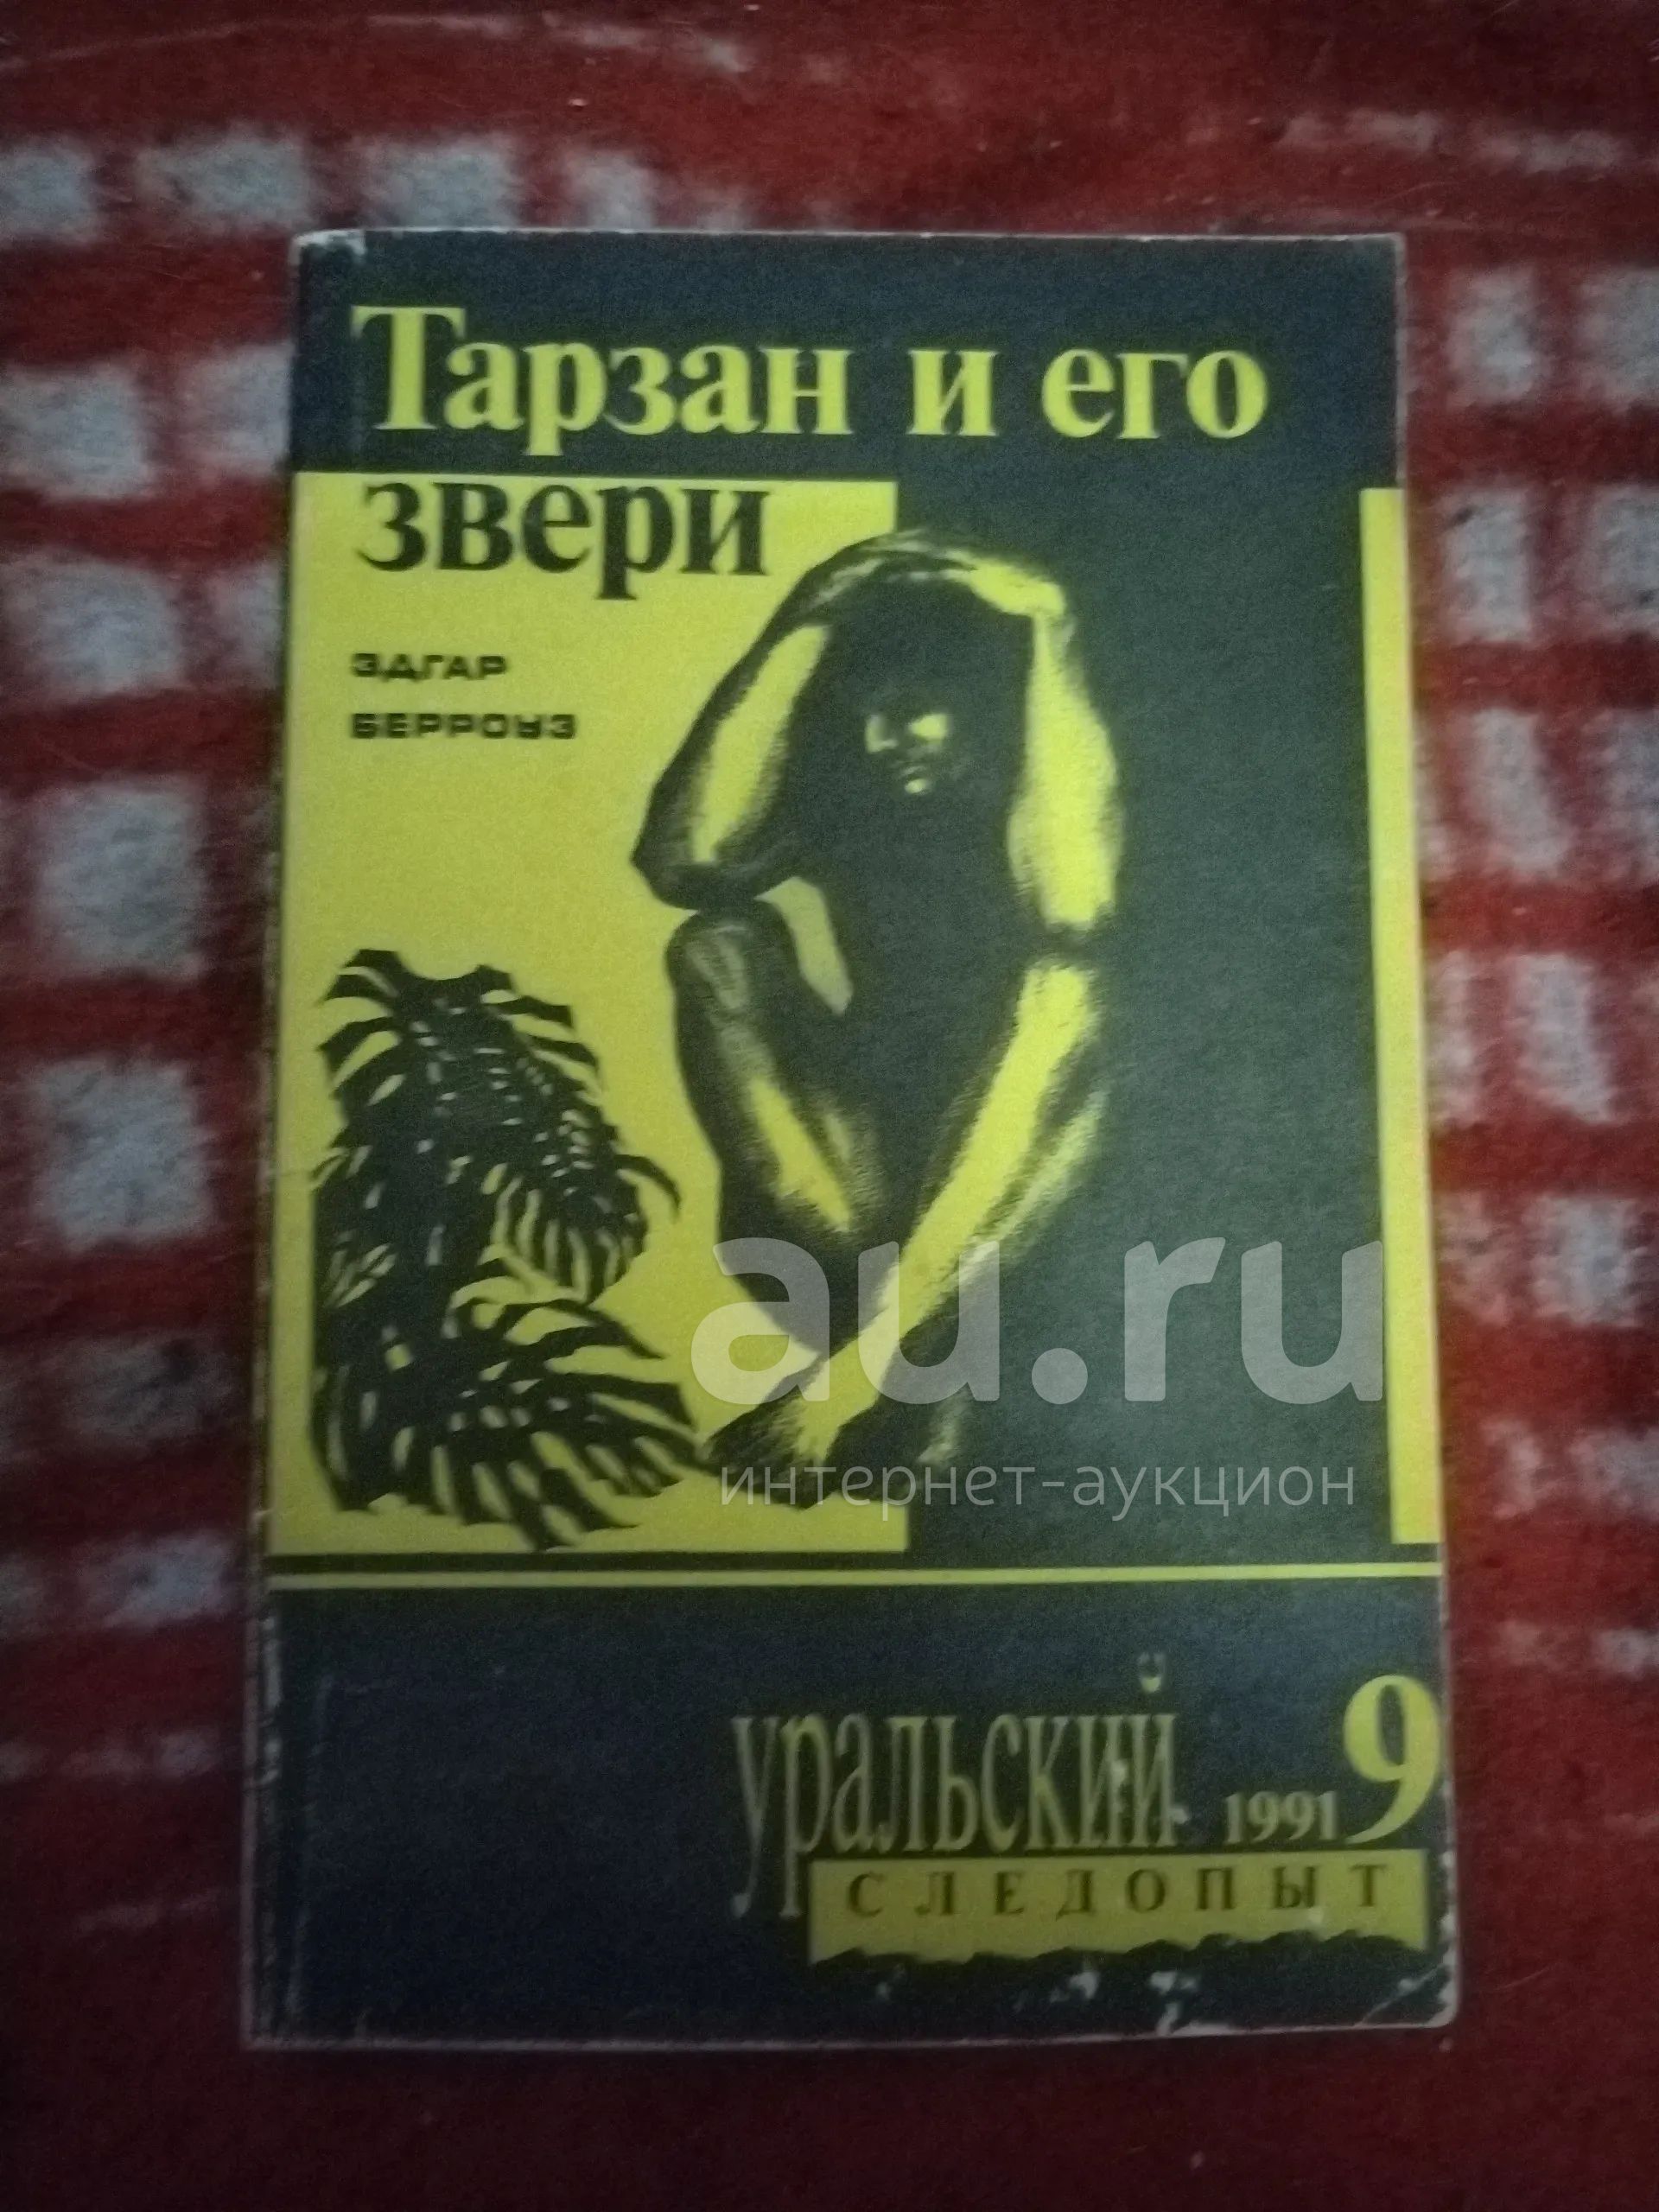 Тарзан и его
звери
ЭДГАР
БЕРРОУЗ
au.ru
интернет-аукцион
уральский 1991 9
СЛЕДОПЫТ